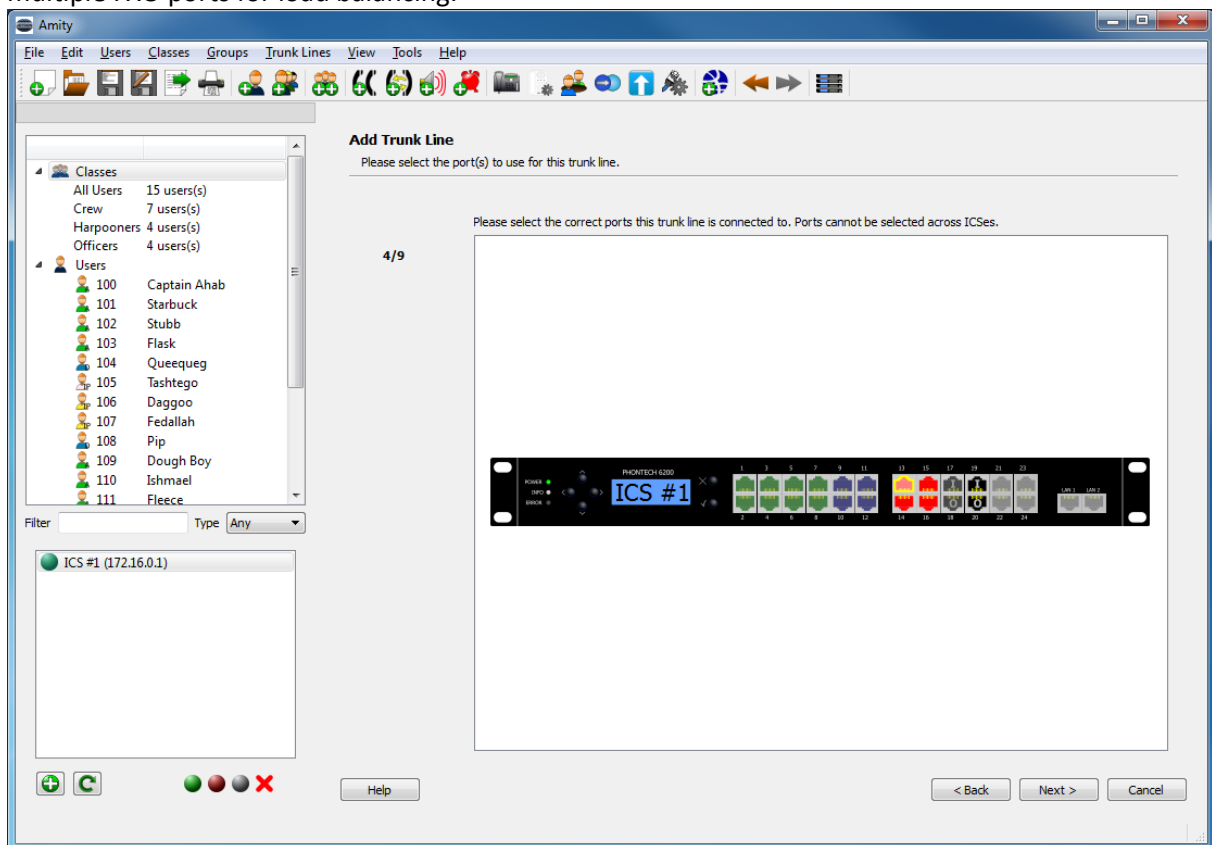 Amity
File Edit Users Classes Groups Trunk Lines View Tools Help
Add Trunk Line
Please select the port(s) to use for this trunk line.
Classes
All Users 15 users(s)
Crew 7 users(s)
Harpooners 4 users(s)
Officers 4 users(s)
Users
100 Captain Ahab
101 Starbuck
102 Stubb
103 Flask
104 Queequeg
105 Tashtego
106 Daggoo
107 Fedallah
108 Pip
109 Dough Boy
110 Ishmael
111 Fleece
Filter Type Any
ICS #1 (172.16.0.1)
4/9
Please select the correct ports this trunk line is connected to. Ports cannot be selected across ICSes.
PHONTECH 6200
POWER
INFO
ERROR
ICS #1
1 3 5 7 9 11 13 15 17 19 21 23
I I
O O
2 4 6 8 10 12 14 16 18 20 22 24
LAN 1 LAN 2
Help < Back Next > Cancel